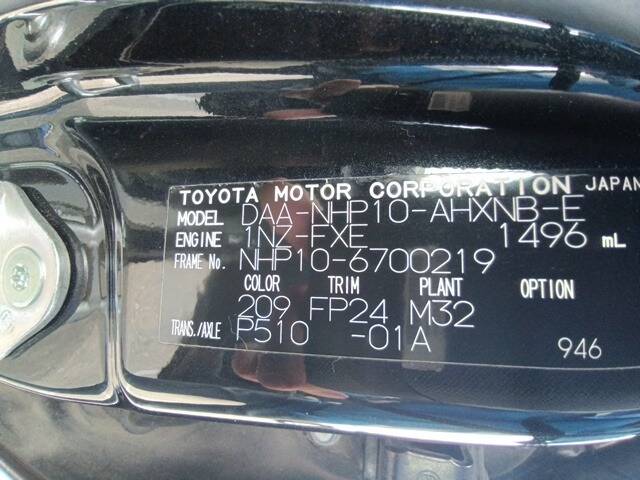 TOYOTA MOTOR CORPORATION JAPAN
MODEL DAA-NHP10-AHXNB-E
ENGINE 1NZ-FXE 1496 mL
FRAME No. NHP10-6700219
COLOR TRIM PLANT OPTION
209 FP24 M32
TRANS./AXLE P510 -01A 946